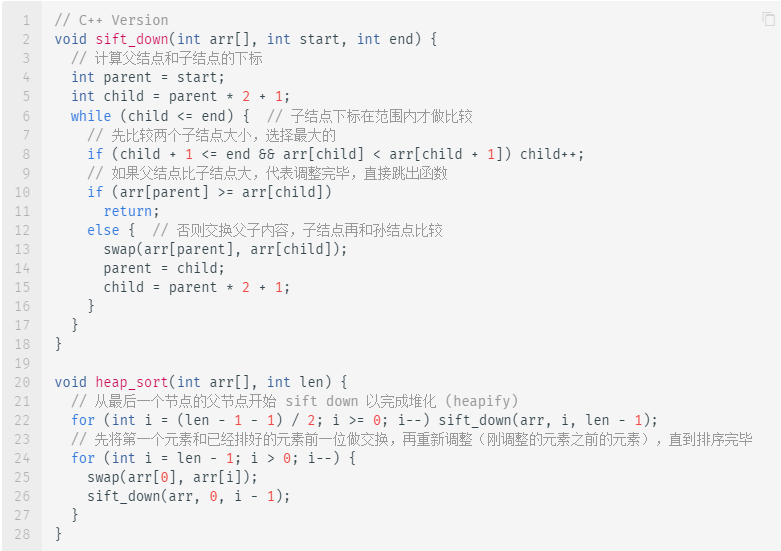 1 // C++ Version
2 void sift_down(int arr[], int start, int end) {
3   // 计算父结点和子结点的下标
4   int parent = start;
5   int child = parent * 2 + 1;
6   while (child <= end) {  // 子结点下标在范围内才做比较
7     // 先比较两个子结点大小，选择最大的
8     if (child + 1 <= end && arr[child] < arr[child + 1]) child++;
9     // 如果父结点比子结点大，代表调整完毕，直接跳出函数
10     if (arr[parent] >= arr[child])
11       return;
12     else {  // 否则交换父子内容，子结点再和孙结点比较
13       swap(arr[parent], arr[child]);
14       parent = child;
15       child = parent * 2 + 1;
16     }
17   }
18 }
19
20 void heap_sort(int arr[], int len) {
21   // 从最后一个节点的父节点开始 sift down 以完成堆化 (heapify)
22   for (int i = (len - 1 - 1) / 2; i >= 0; i--) sift_down(arr, i, len - 1);
23   // 先将第一个元素和已经排好的元素前一位做交换，再重新调整（刚调整的元素之前的元素），直到排序完毕
24   for (int i = len - 1; i > 0; i--) {
25     swap(arr[0], arr[i]);
26     sift_down(arr, 0, i - 1);
27   }
28 }